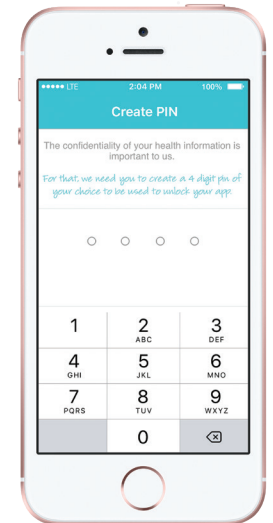 LTE 2:04 PM 100%
Create PIN
The confidentiality of your health information is
important to us.
For that, we need you to create a 4 digit pin of
your choice to be used to unlock your app.
1 2 3
ABC DEF
4 5 6
GHI JKL MNO
7 8 9
PQRS TUV WXYZ
0